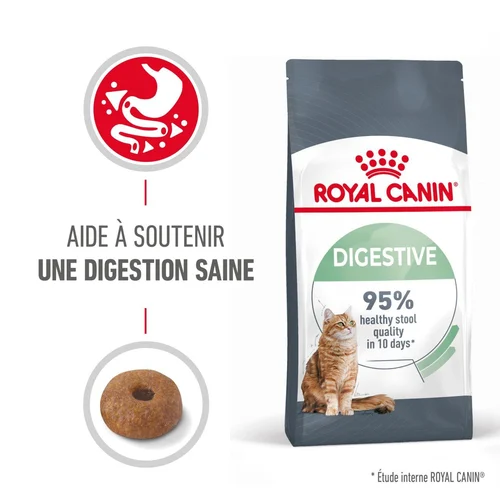 AIDE À SOUTENIR
UNE DIGESTION SAINE
ROYAL CANIN®
DIGESTIVE
95%
healthy stool
quality
in 10 days*
* Étude interne ROYAL CANIN®